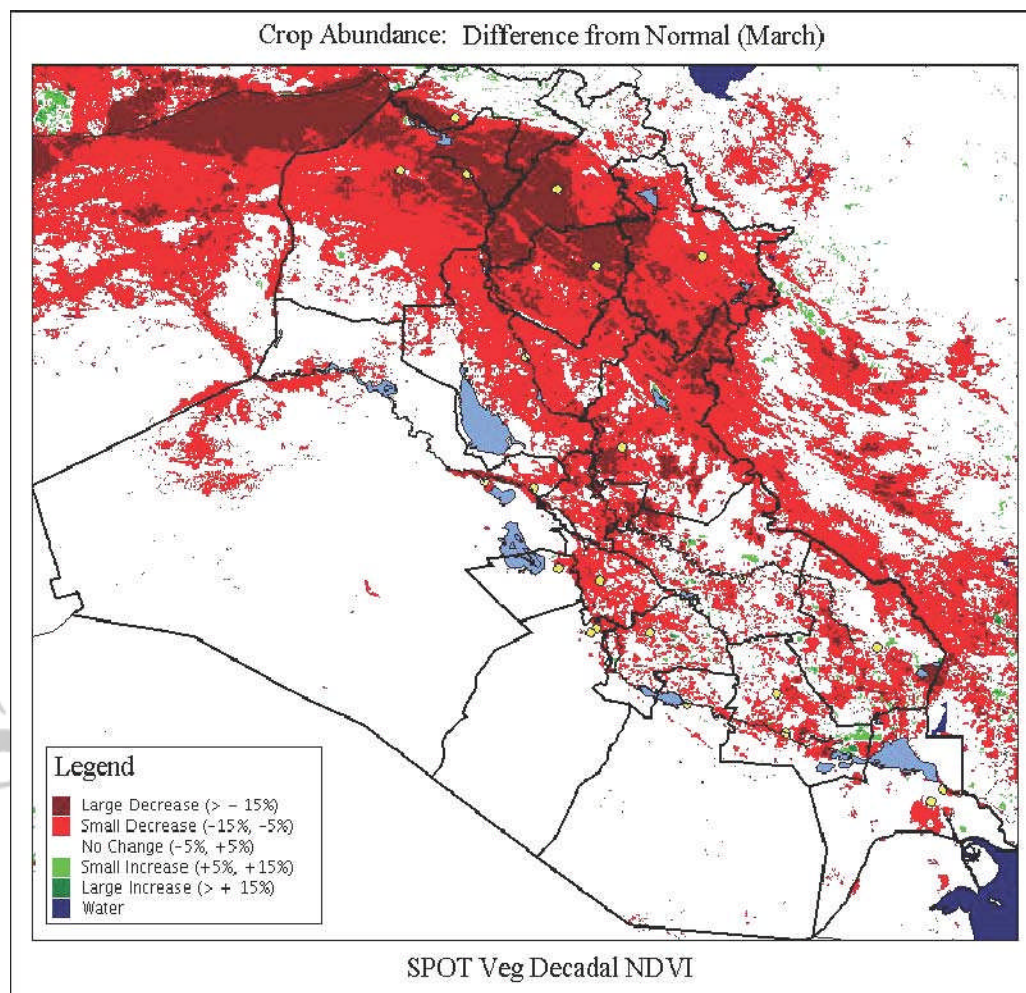 Crop Abundance: Difference from Normal (March)
Legend
Large Decrease (> - 15%)
Small Decrease (-15%, -5%)
No Change (-5%, +5%)
Small Increase (+5%, +15%)
Large Increase (> + 15%)
Water
SPOT Veg Decadal NDVI